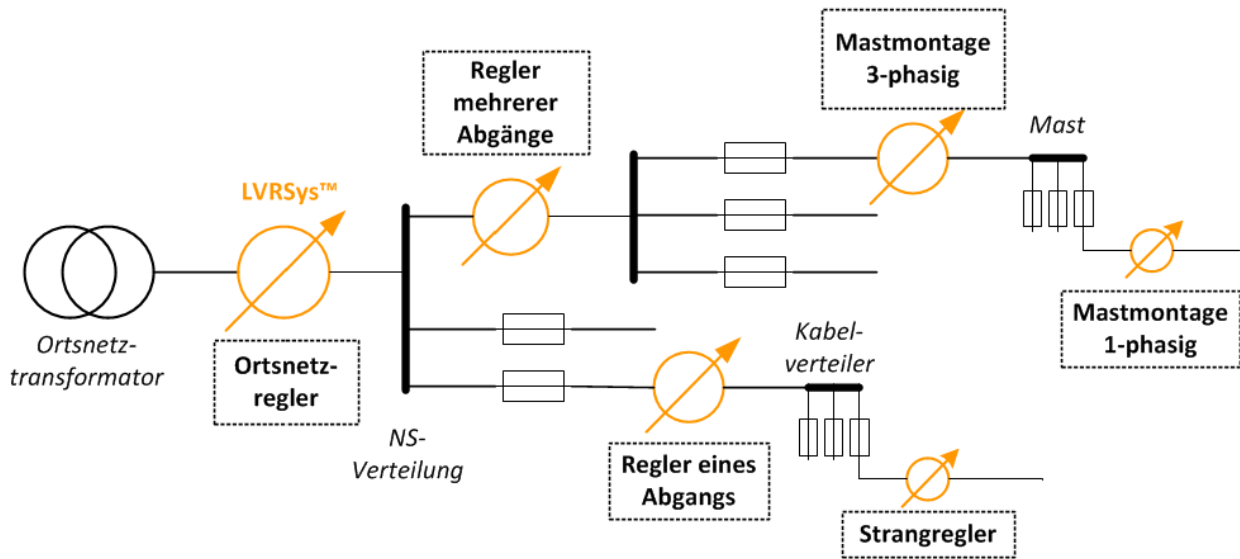 Mastmontage
3-phasig
Regler
mehrerer
Abgänge
Mast
LVRSys™
Ortsnetz-
transformator
Ortsnetz-
regler
NS-
Verteilung
Kabel-
verteiler
Mastmontage
1-phasig
Regler eines
Abgangs
Strangregler